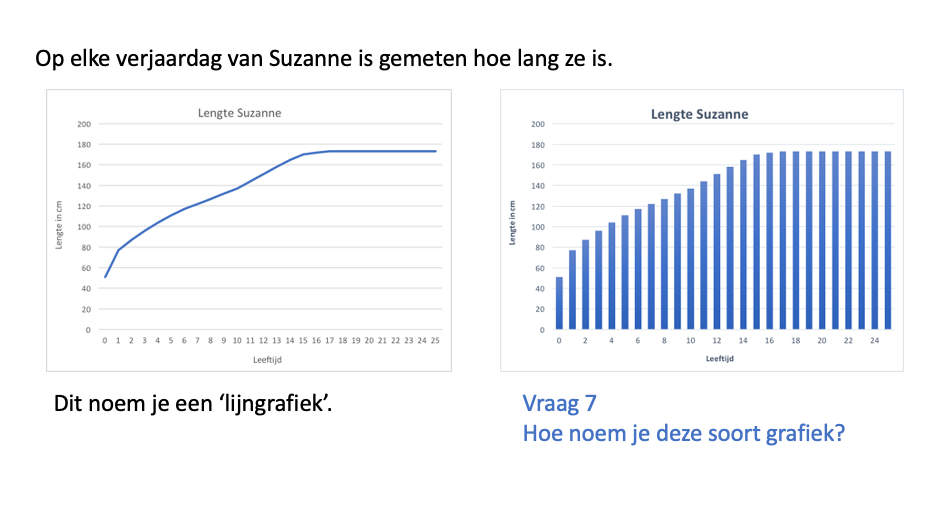 Op elke verjaardag van Suzanne is gemeten hoe lang ze is.
Lengte Suzanne
200
180
160
140
120
100
80
60
40
20
0
Lengte in cm
0 1 2 3 4 5 6 7 8 9 10 11 12 13 14 15 16 17 18 19 20 21 22 23 24 25
Leeftijd
Dit noem je een ‘lijngrafiek’.
Lengte Suzanne
200
180
160
140
120
100
80
60
40
20
0
Lengte in cm
0 2 4 6 8 10 12 14 16 18 20 22 24
Leeftijd
Vraag 7
Hoe noem je deze soort grafiek?